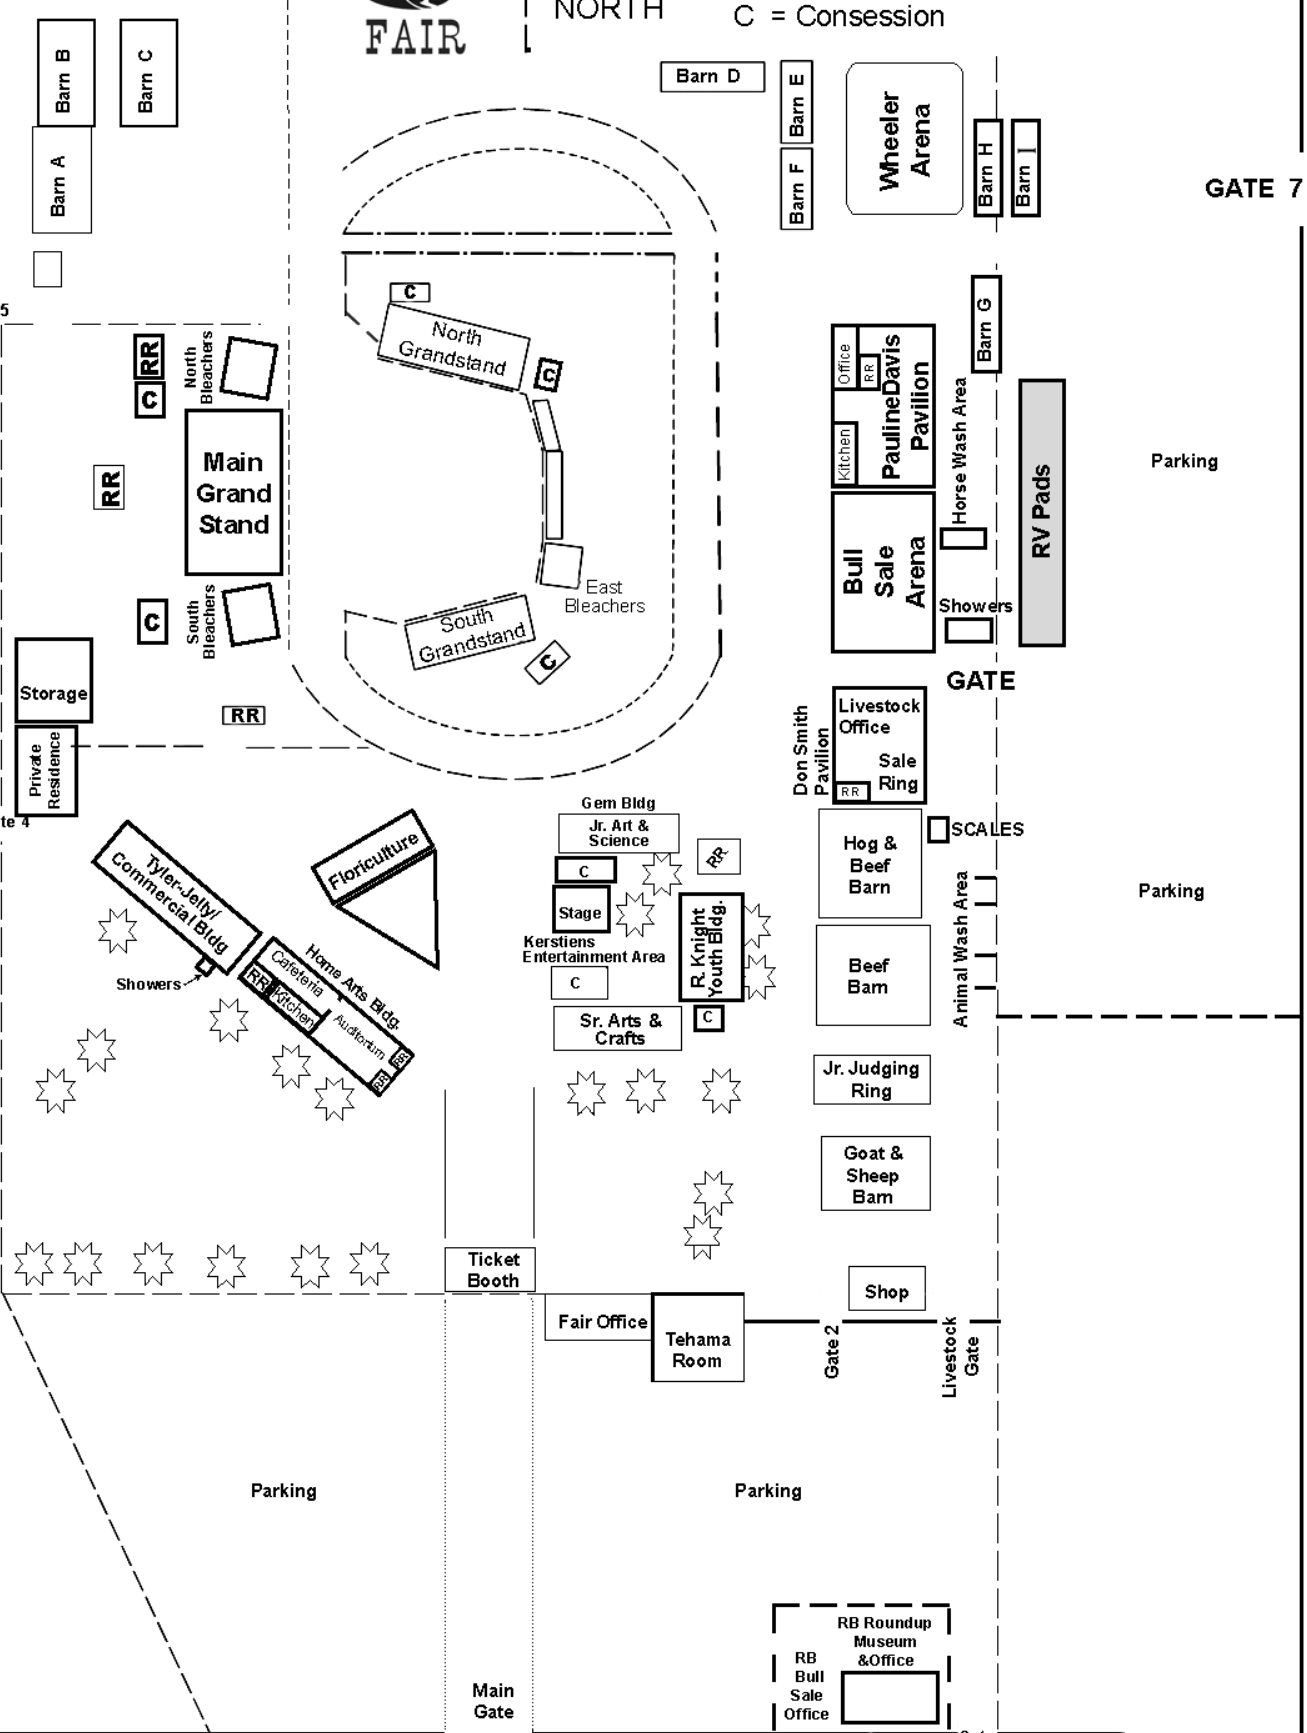 FAIR
NORTH
C = Consession
Barn B
Barn C
Barn A
Barn D
Barn E
Barn F
Wheeler
Arena
Barn H
Barn I
GATE 7
5
C
North
Grandstand
C
RR
C
North
Bleachers
Main
Grand
Stand
RR
C
South
Bleachers
East
Bleachers
South
Grandstand
C
RR
Storage
Private
Residence
te 4
Office
RR
Kitchen
PaulineDavis
Pavilion
Barn G
Horse Wash Area
RV Pads
Parking
Bull
Sale
Arena
Showers
GATE
Don Smith
Pavilion
Livestock
Office
Sale
Ring
RR
SCALES
Hog &
Beef
Barn
Parking
Animal Wash Area
Beef
Barn
Jr. Judging
Ring
Goat &
Sheep
Barn
Shop
Tyler-Jelly/
Commercial Bldg
Showers
Floriculture
Home Arts Bldg.
Cafeteria
RR
Kitchen
Auditorium
RR
RR
Gem Bldg
Jr. Art &
Science
C
RR
Stage
Kerstiens
Entertainment Area
C
R. Knight
Youth Bldg.
C
Sr. Arts &
Crafts
Ticket
Booth
Fair Office
Tehama
Room
Gate 2
Livestock
Gate
Parking
Parking
Main
Gate
RB Roundup
Museum
&Office
RB
Bull
Sale
Office